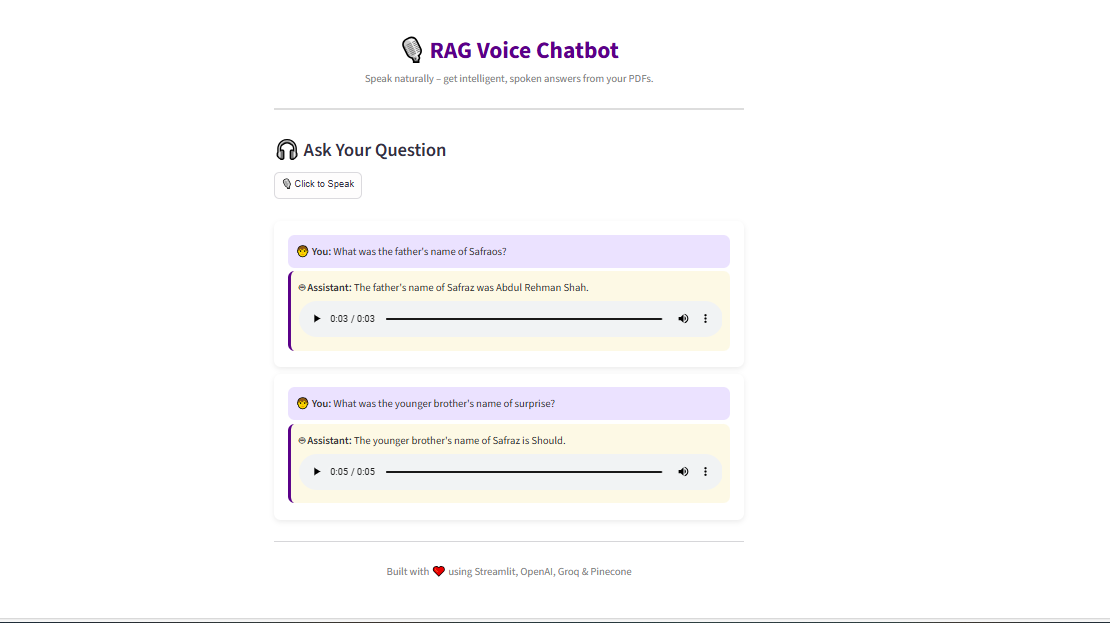 RAG Voice Chatbot
Speak naturally – get intelligent, spoken answers from your PDFs.
Ask Your Question
Click to Speak
You: What was the father's name of Safraos?
Assistant: The father's name of Safraz was Abdul Rehman Shah.
0:03 / 0:03
You: What was the younger brother's name of surprise?
Assistant: The younger brother's name of Safraz is Should.
0:05 / 0:05
Built with ❤️ using Streamlit, OpenAI, Groq & Pinecone